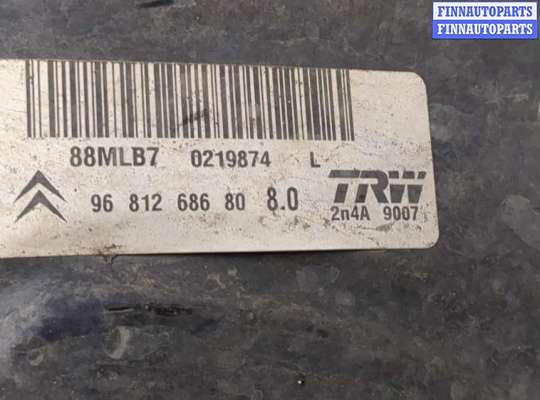 FINNAUTOPARTS
FINNAUTOPARTS
88MLB7 0219874 L
96 812 686 80 8.0 TRW
2n4A 9007